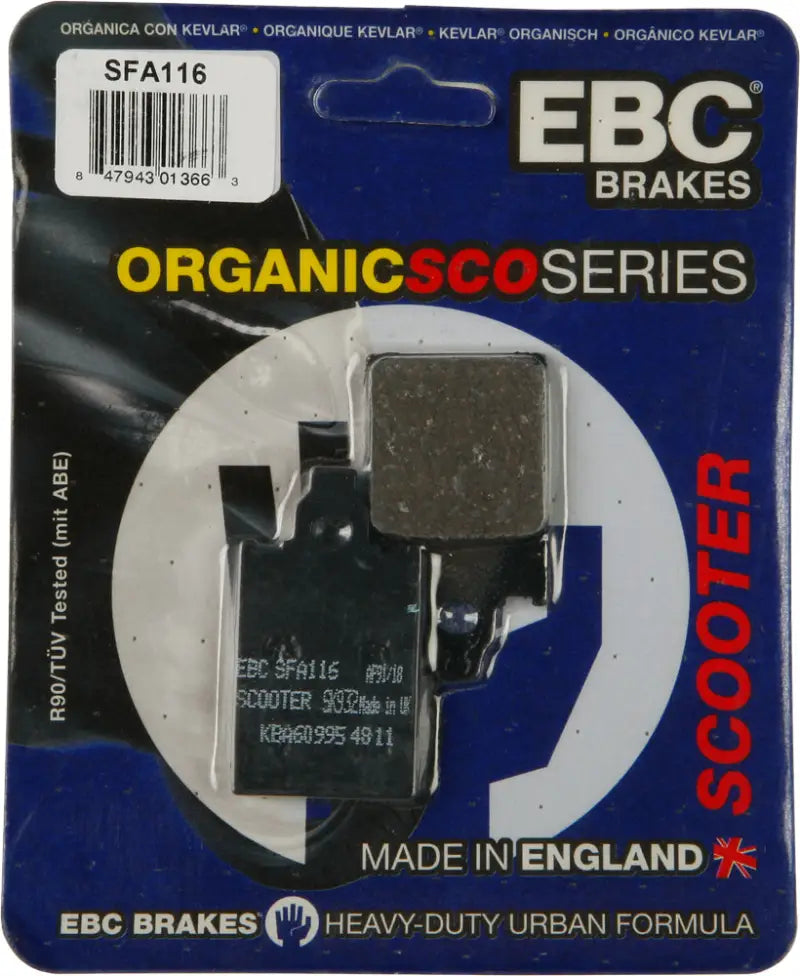 ORGÁNICA CON KEVLAR® • ORGANIQUE KEVLAR® • KEVLAR® ORGANISCH • ORGÂNICO KEVLAR®
SFA116
8 47943 01366 3
EBC®
BRAKES
ORGANICSCOSERIES
R90/TÜV Tested (mit ABE)
SCOOTER
EBC SFA116
SCOOTER Made in UK
KBA60995 4811
MADE IN ENGLAND
EBC BRAKES HEAVY-DUTY URBAN FORMULA